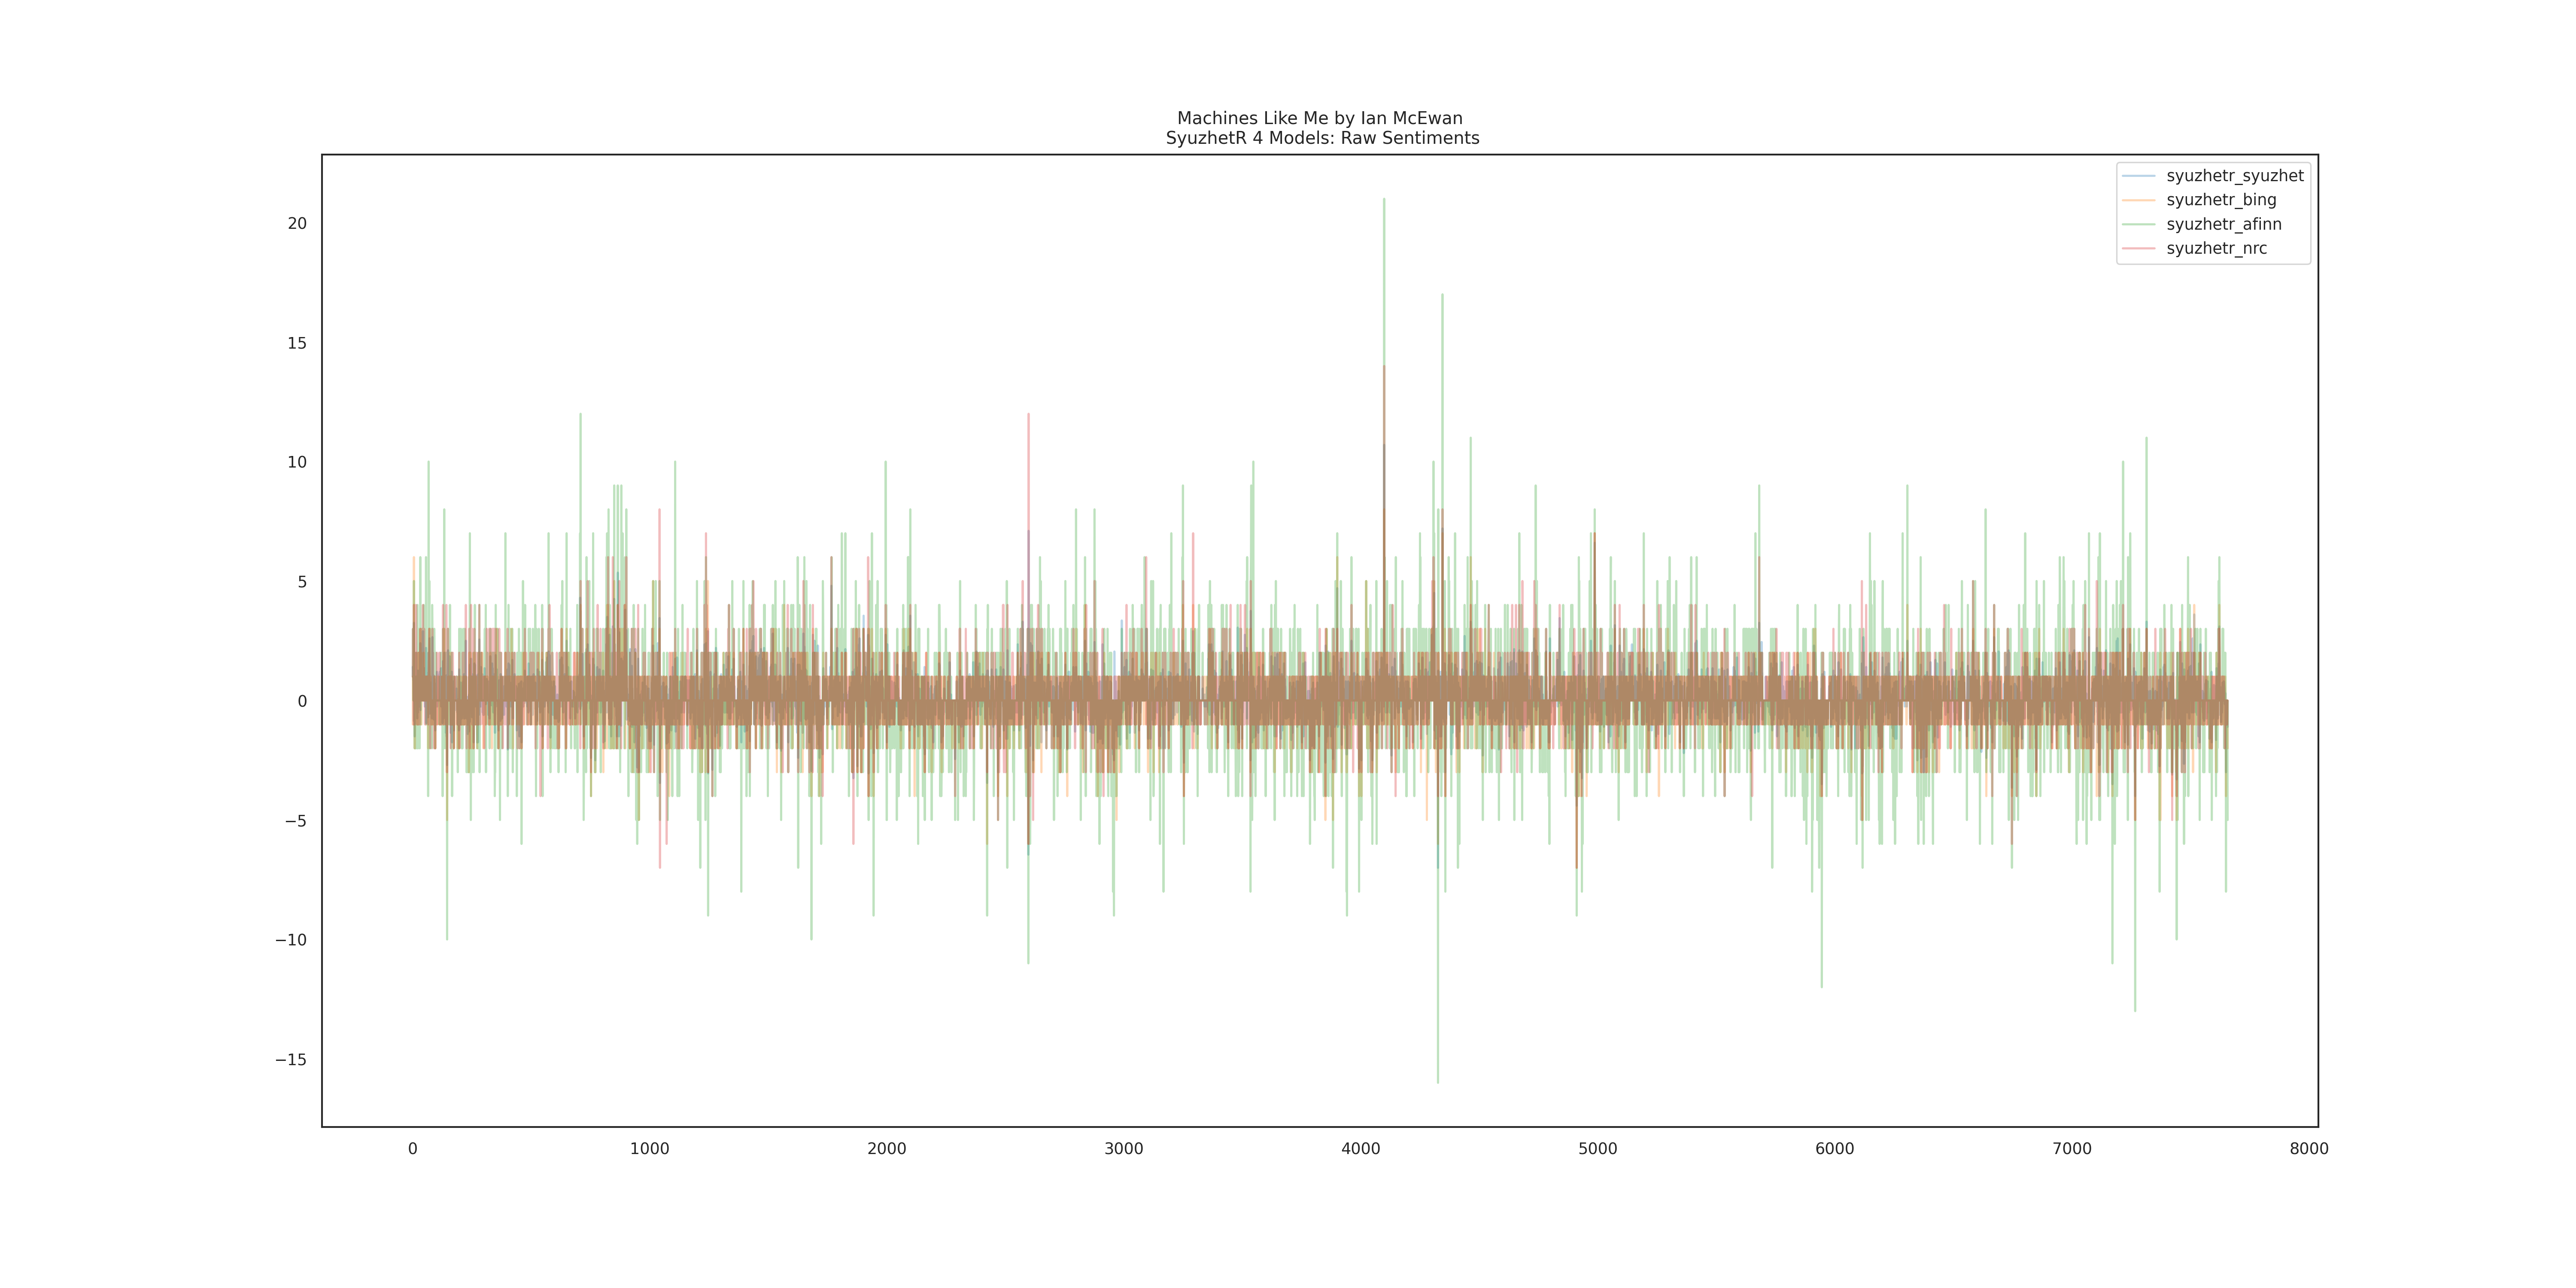 Machines Like Me by Ian McEwan
SyuzhetR 4 Models: Raw Sentiments
syuzhetr_syuzhet
syuzhetr_bing
syuzhetr_afinn
syuzhetr_nrc
20
15
10
5
0
−5
−10
−15
0 1000 2000 3000 4000 5000 6000 7000 8000